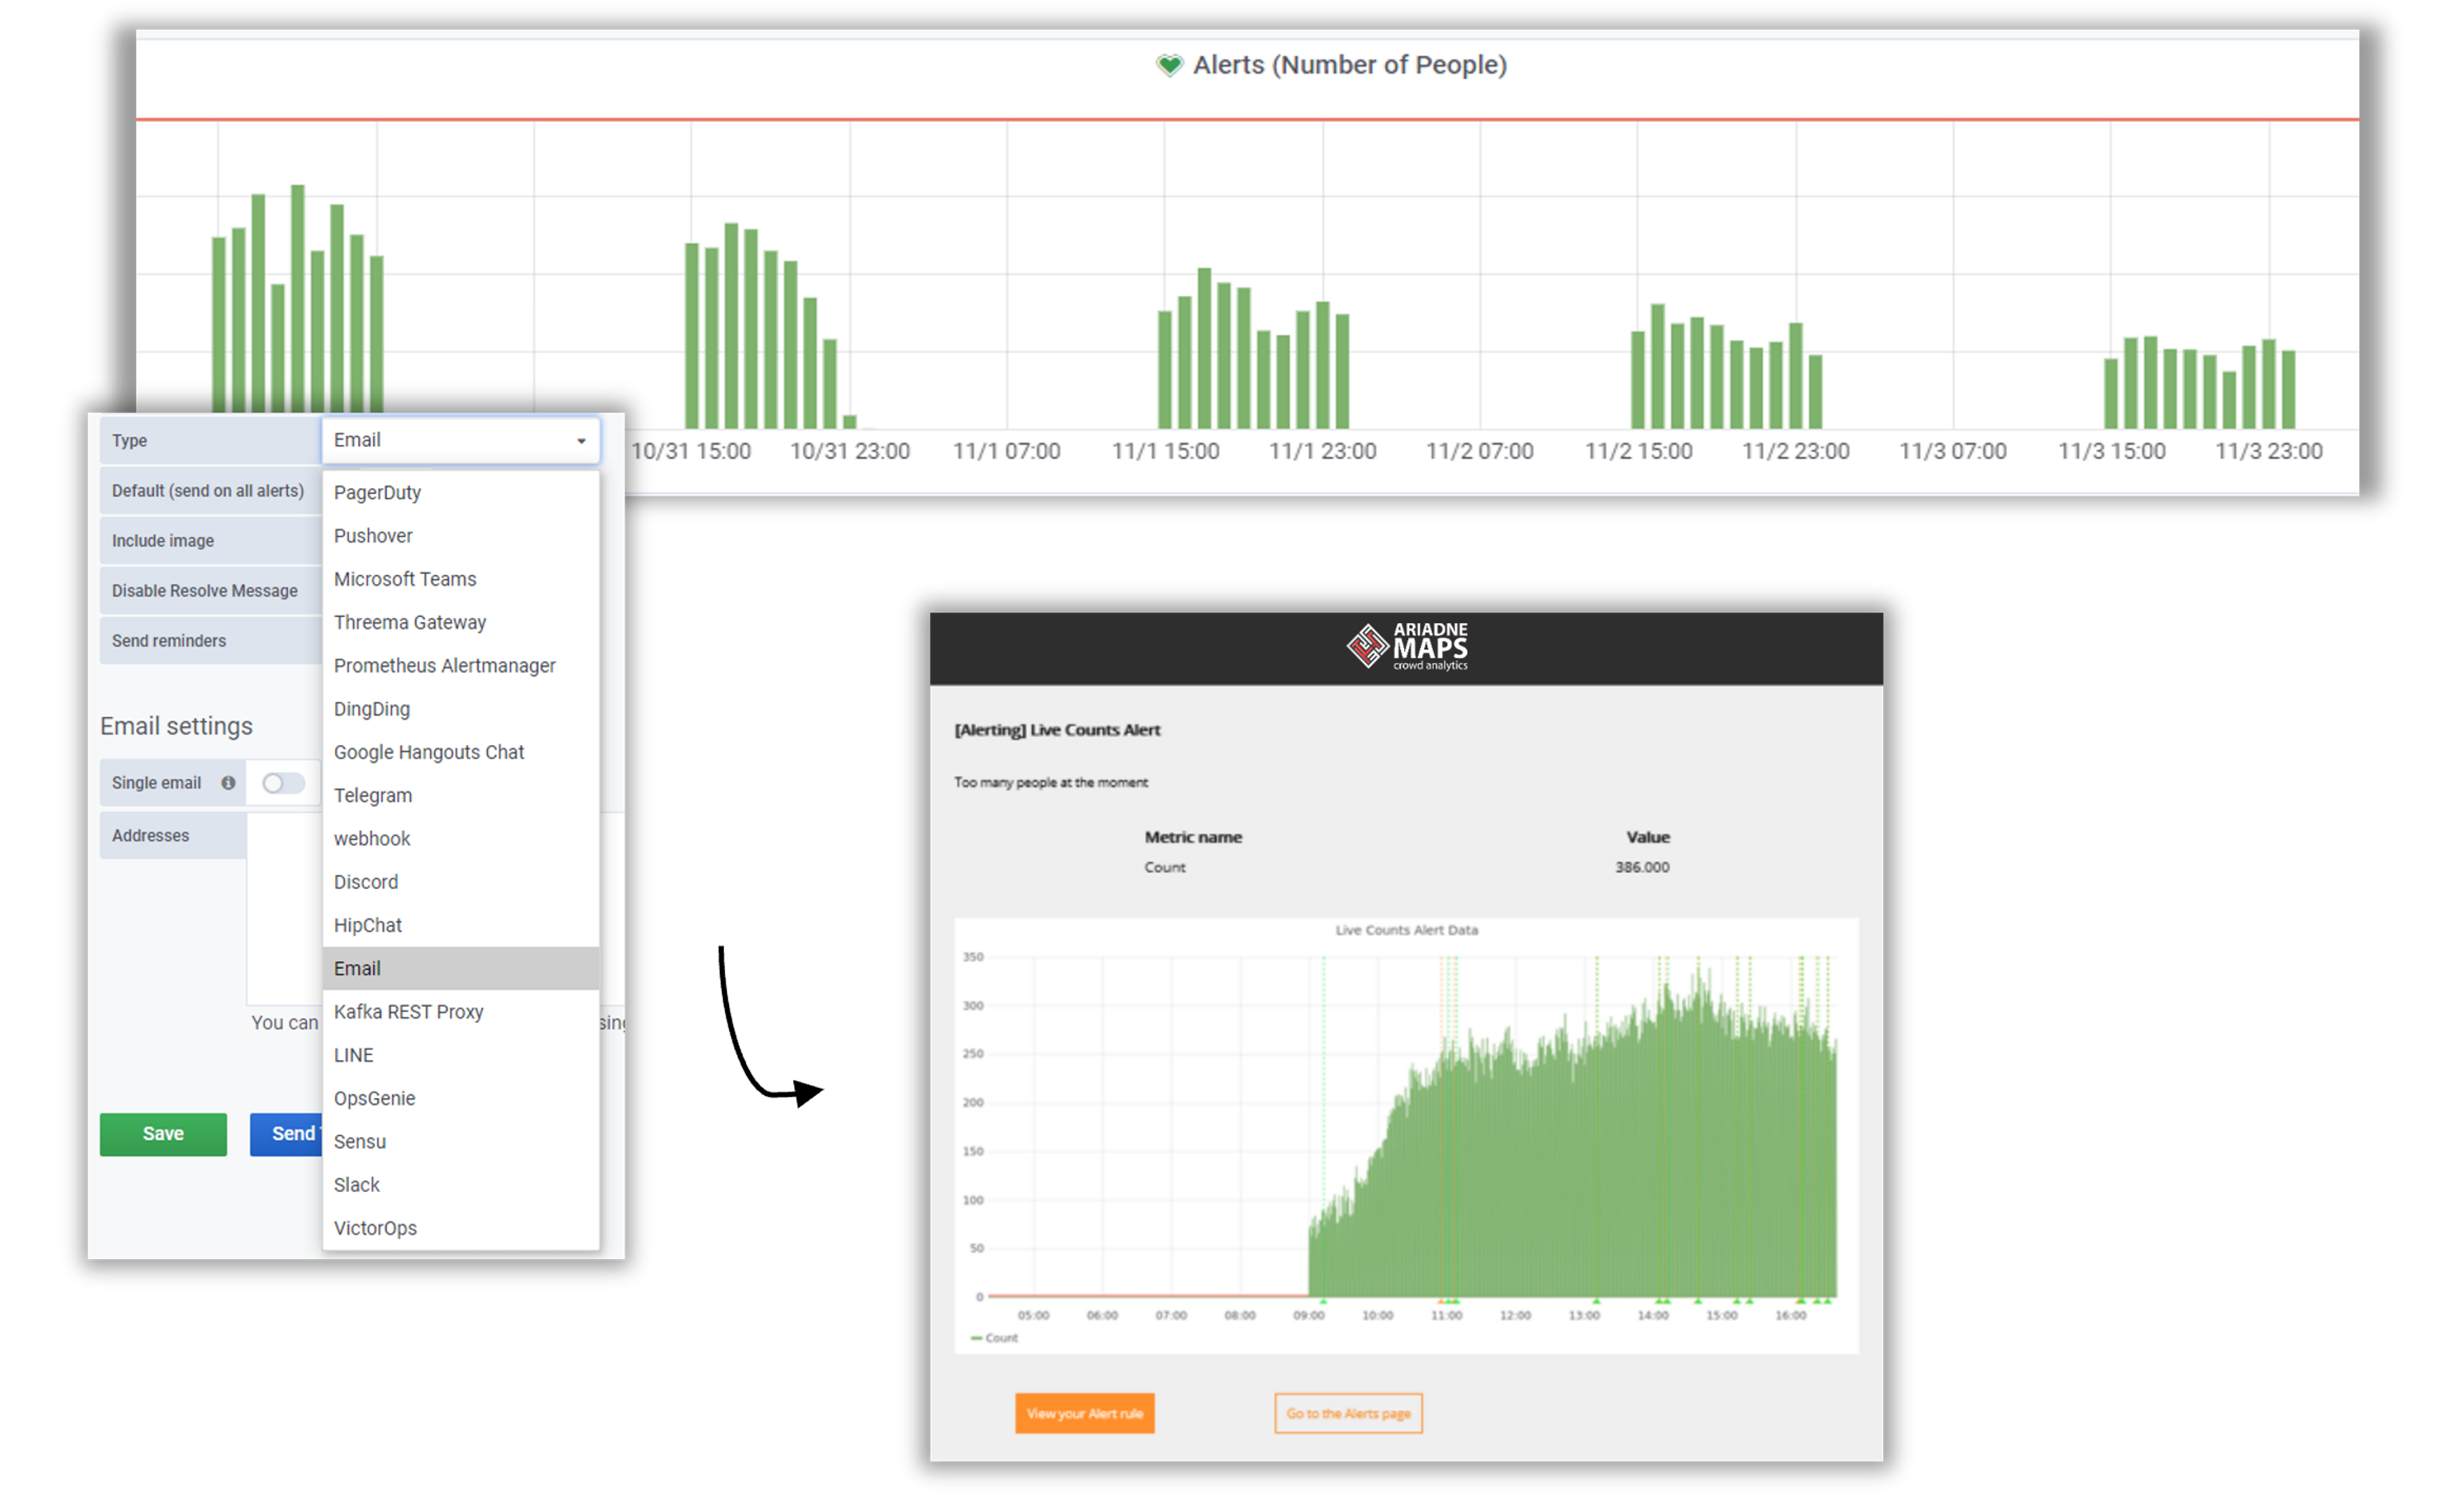 Alerts (Number of People)
10/31 15:00 10/31 23:00 11/1 07:00 11/1 15:00 11/1 23:00 11/2 07:00 11/2 15:00 11/2 23:00 11/3 07:00 11/3 15:00 11/3 23:00
Type
Email
Default (send on all alerts)
Include image
Disable Resolve Message
Send reminders
PagerDuty
Pushover
Microsoft Teams
Threema Gateway
Prometheus Alertmanager
DingDing
Google Hangouts Chat
Telegram
webhook
Discord
HipChat
Email
Kafka REST Proxy
LINE
OpsGenie
Sensu
Slack
VictorOps
Email settings
Single email
Addresses
You can
Save
Send
ARIADNE
MAPS
crowd analytics
[Alerting] Live Counts Alert
Too many people at the moment
Metric name Value
Count 386.000
Live Counts Alert Data
350
300
250
200
150
100
50
0
05:00 06:00 07:00 08:00 09:00 10:00 11:00 12:00 13:00 14:00 15:00 16:00
Count
View your Alert rule
Go to the Alerts page